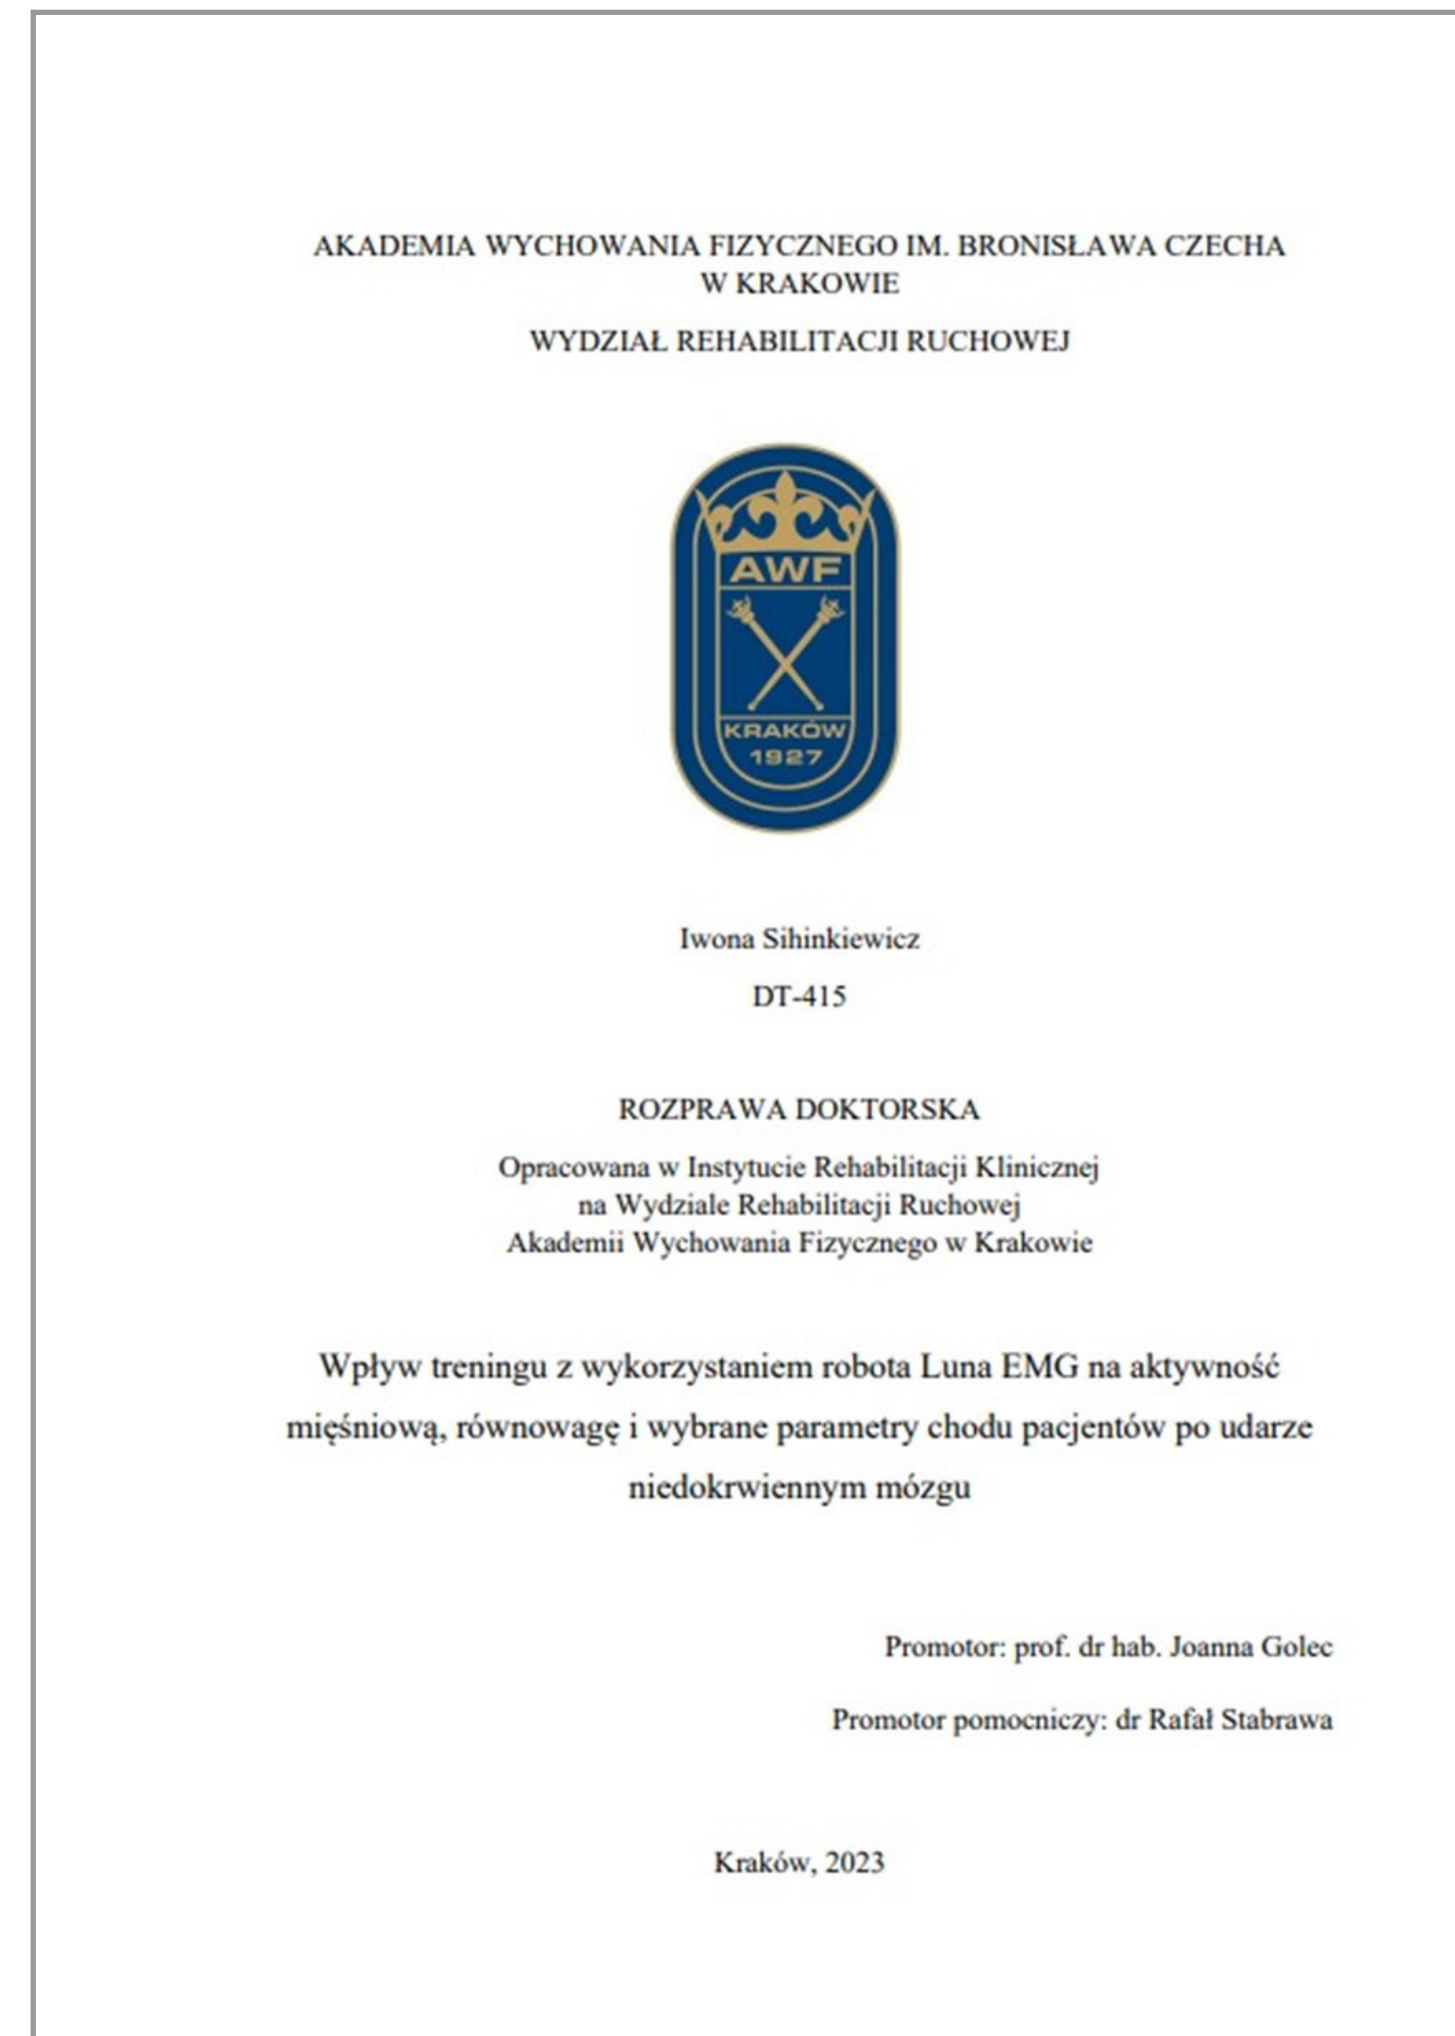 AKADEMIA WYCHOWANIA FIZYCZNEGO IM. BRONISŁAWA CZECHA
W KRAKOWIE
WYDZIAŁ REHABILITACJI RUCHOWEJ
AWF
KRAKÓW
1927
Iwona Sihinkiewicz
DT-415
ROZPRAWA DOKTORSKA
Opracowana w Instytucie Rehabilitacji Klinicznej
na Wydziale Rehabilitacji Ruchowej
Akademii Wychowania Fizycznego w Krakowie
Wpływ treningu z wykorzystaniem robota Luna EMG na aktywność
mięśniową, równowagę i wybrane parametry chodu pacjentów po udarze
niedokrwiennym mózgu
Promotor: prof. dr hab. Joanna Golec
Promotor pomocniczy: dr Rafał Stabrawa
Kraków, 2023